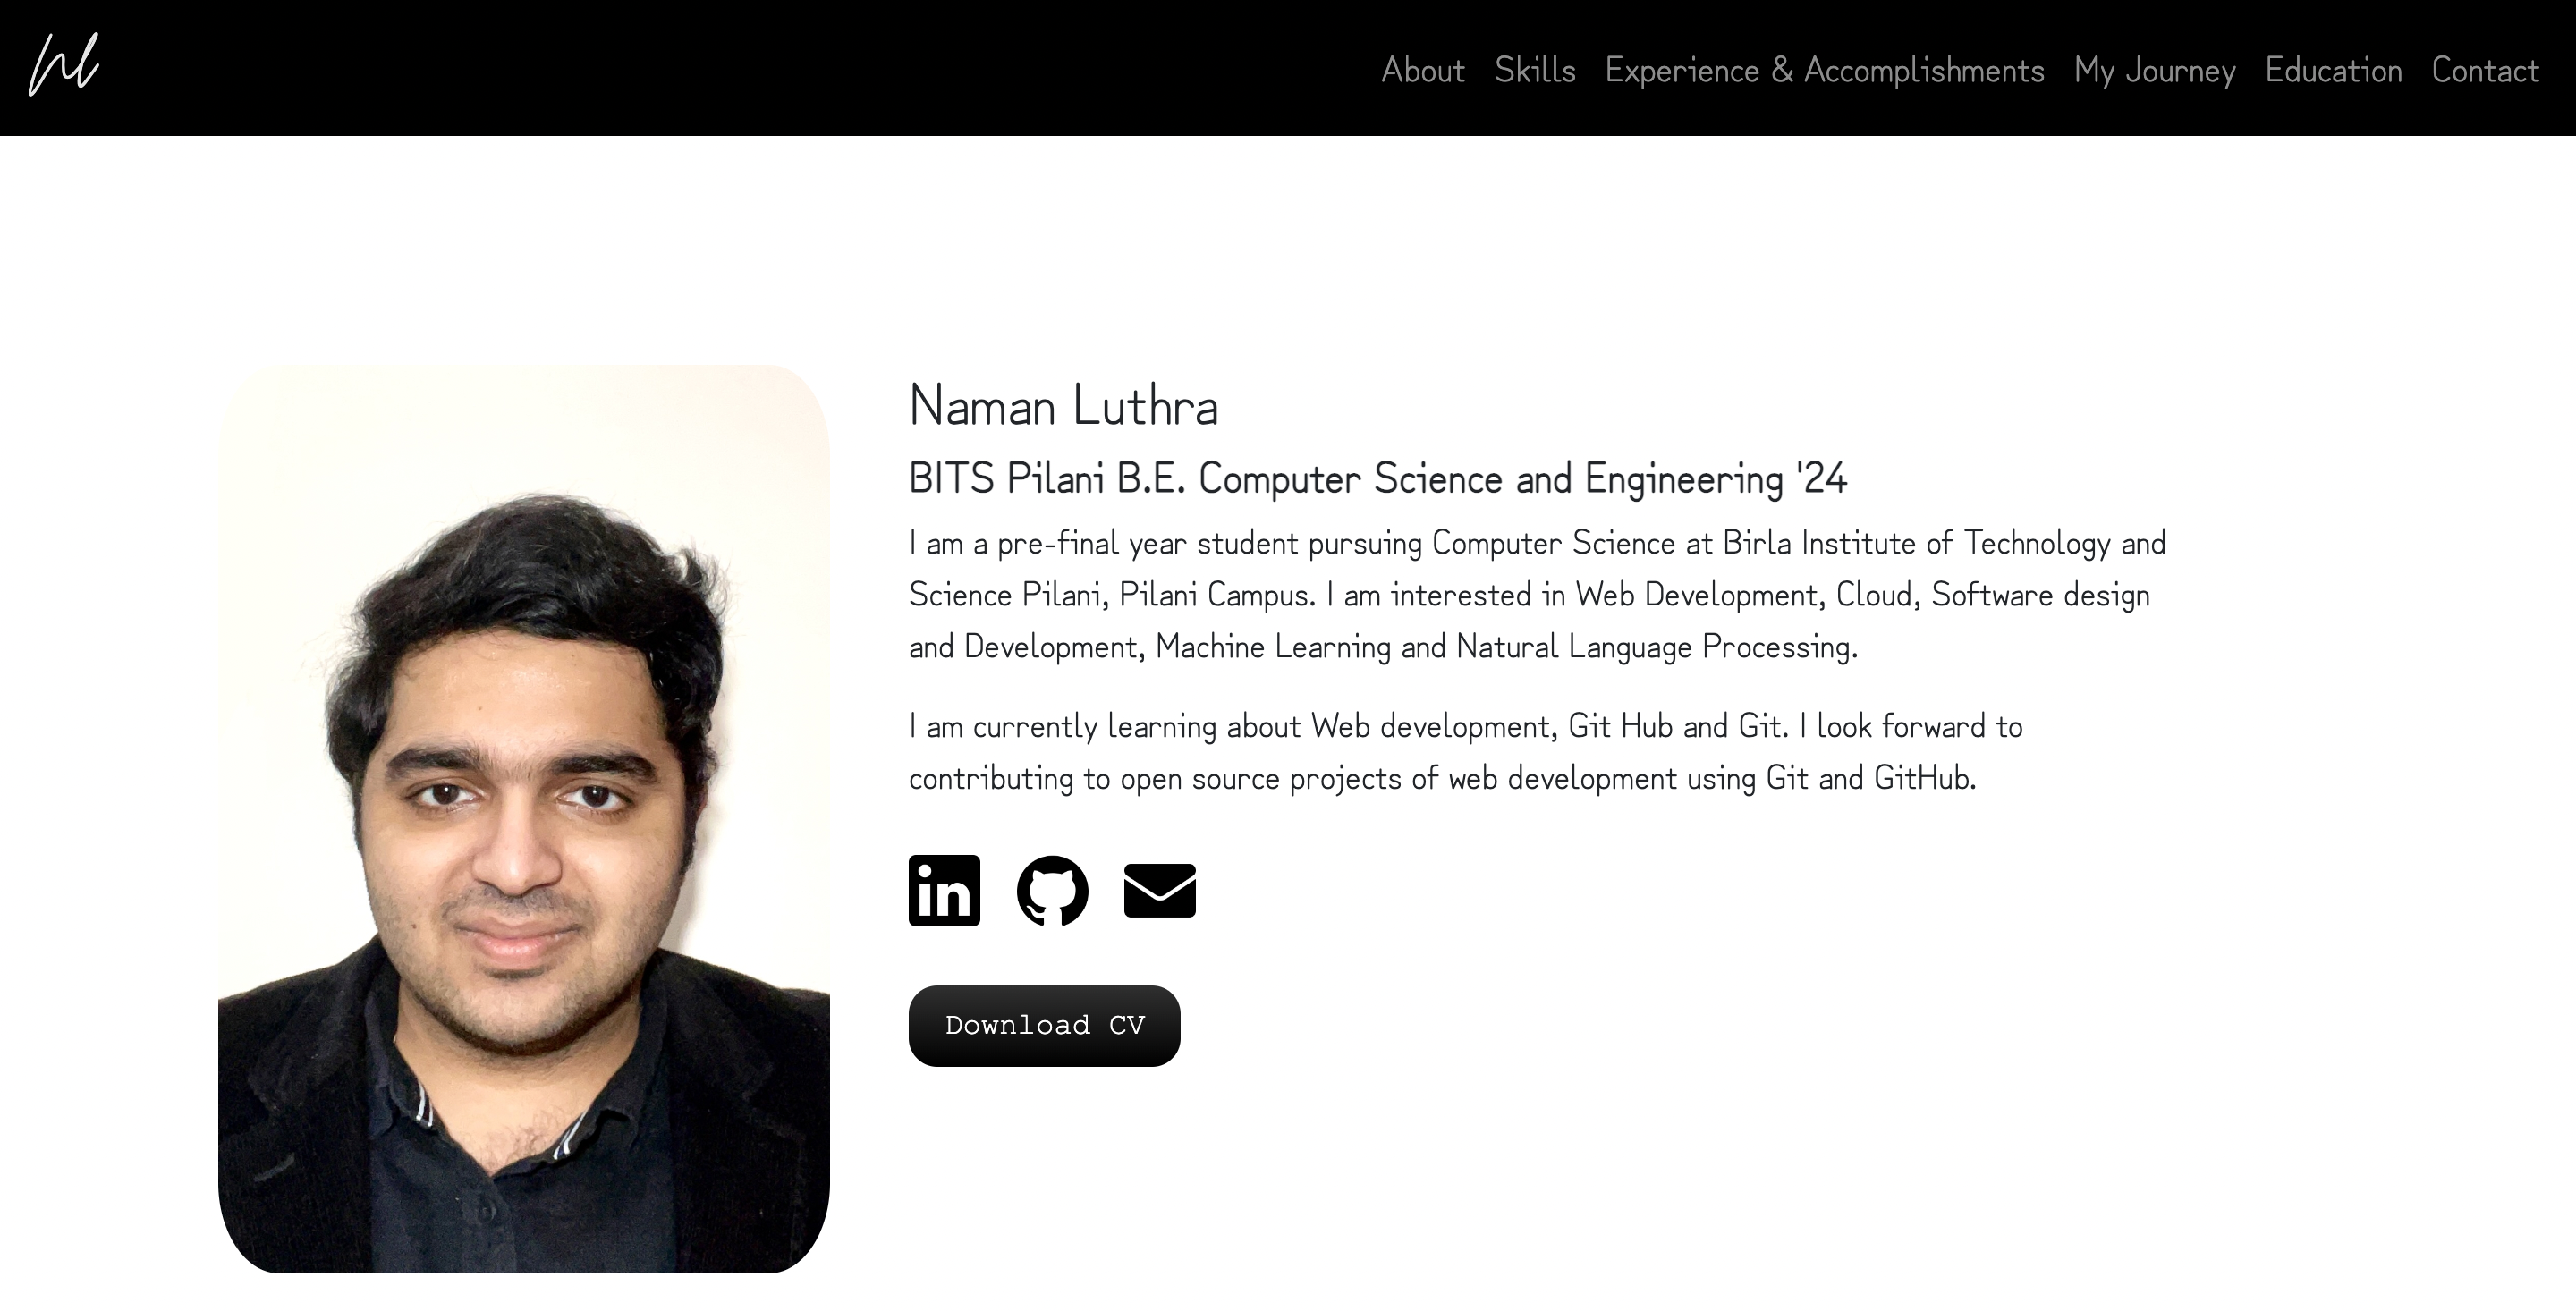 NL
About Skills Experience & Accomplishments My Journey Education Contact
Naman Luthra
BITS Pilani B.E. Computer Science and Engineering '24
I am a pre-final year student pursuing Computer Science at Birla Institute of Technology and
Science Pilani, Pilani Campus. I am interested in Web Development, Cloud, Software design
and Development, Machine Learning and Natural Language Processing.
I am currently learning about Web development, Git Hub and Git. I look forward to
contributing to open source projects of web development using Git and GitHub.
in
Download CV